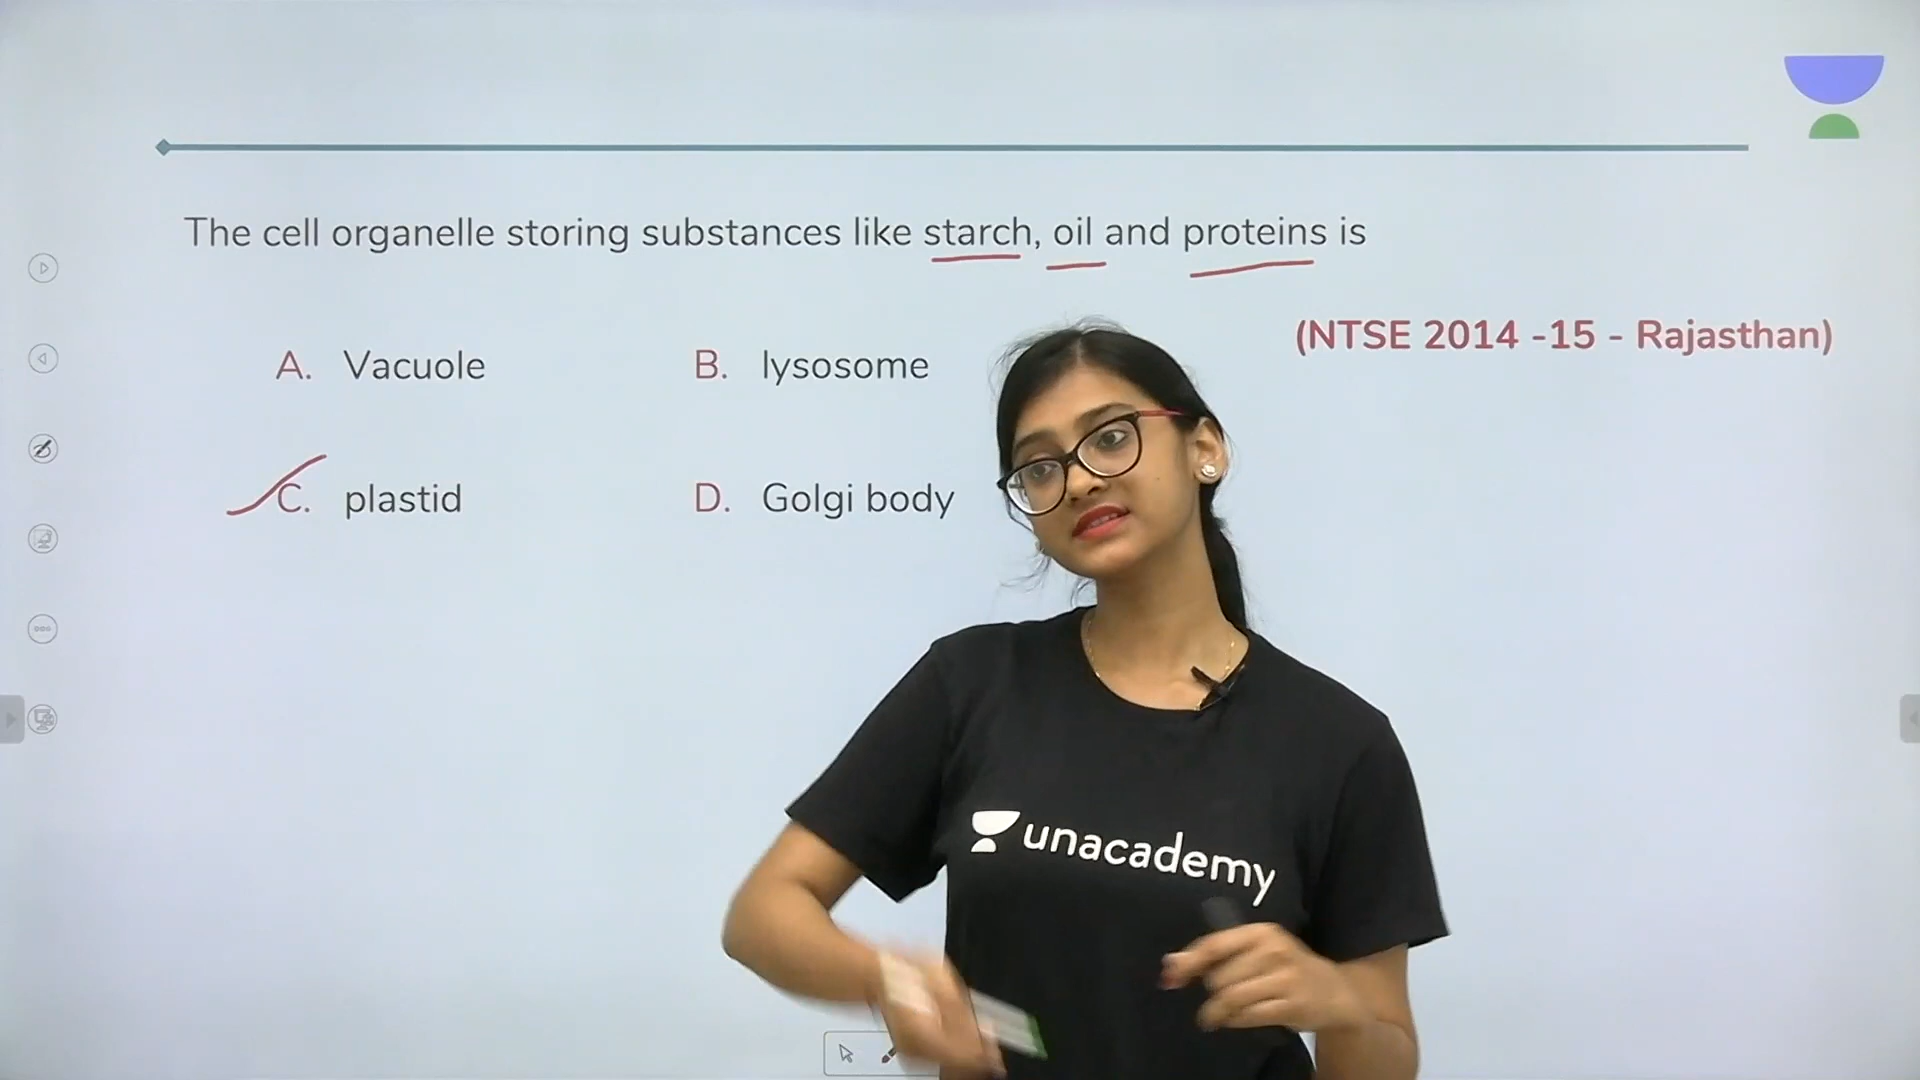 The cell organelle storing substances like starch, oil and proteins is
(NTSE 2014 -15 - Rajasthan)
A. Vacuole
B. lysosome
C. plastid
D. Golgi body
unacademy